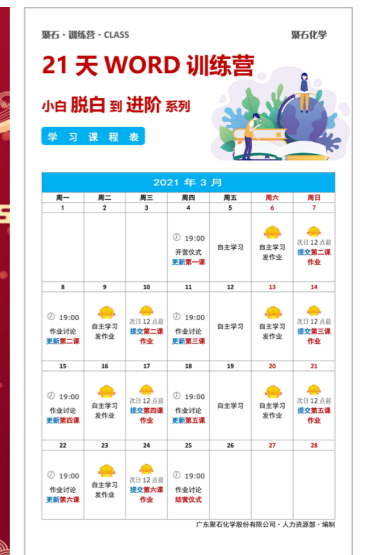 聚石·训练营·CLASS 聚石化学
21 天 WORD 训练营
小白 脱白 到 进阶 系列
学 习 课 程 表
2021 年 3 月
周一 周二 周三 周四 周五 周六 周日
1 2 3 4 5 6 7
19:00 开营仪式 更新第一课
自主学习
自主学习 发作业
次日 12 点前 提交第二课 作业
8 9 10 11 12 13 14
19:00 作业讨论 更新第二课
自主学习 发作业
次日 12 点前 提交第二课 作业
19:00 作业讨论 更新第三课
自主学习
自主学习 发作业
次日 12 点前 提交第三课 作业
15 16 17 18 19 20 21
19:00 作业讨论 更新第四课
自主学习 发作业
次日 12 点前 提交第四课 作业
19:00 作业讨论 更新第五课
自主学习
自主学习 发作业
次日 12 点前 提交第五课 作业
22 23 24 25 26 27 28
19:00 作业讨论 更新第六课
自主学习 发作业
次日 12 点前 提交第六课 作业
19:00 作业讨论 结营仪式
广东聚石化学股份有限公司·人力资源部·编制